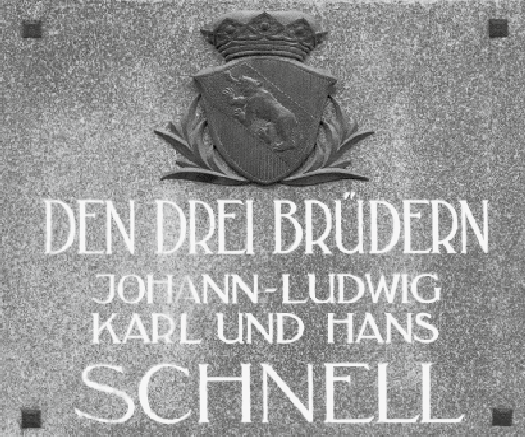 DEN DREI BRÜDERN
JOHANN-LUDWIG
KARL UND HANS
SCHNELL